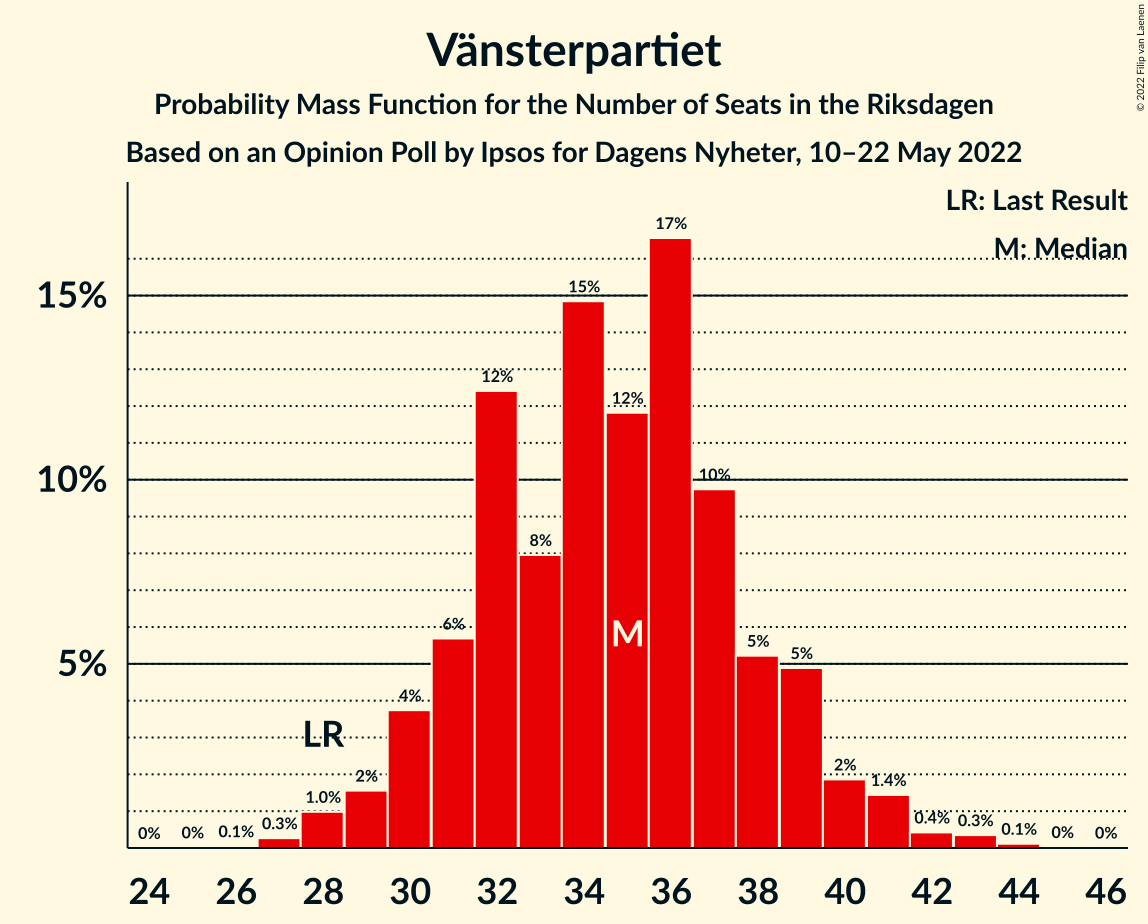 Vänsterpartiet
Probability Mass Function for the Number of Seats in the Riksdagen
Based on an Opinion Poll by Ipsos for Dagens Nyheter, 10–22 May 2022
© 2022 Filip van Laenen
LR: Last Result
M: Median
15%
10%
5%
0% 0% 0.1% 0.3% 1.0% 2% 4% 6% 12% 8% 15% 12% 17% 10% 5% 5% 2% 1.4% 0.4% 0.3% 0.1% 0% 0%
LR
M
24 26 28 30 32 34 36 38 40 42 44 46